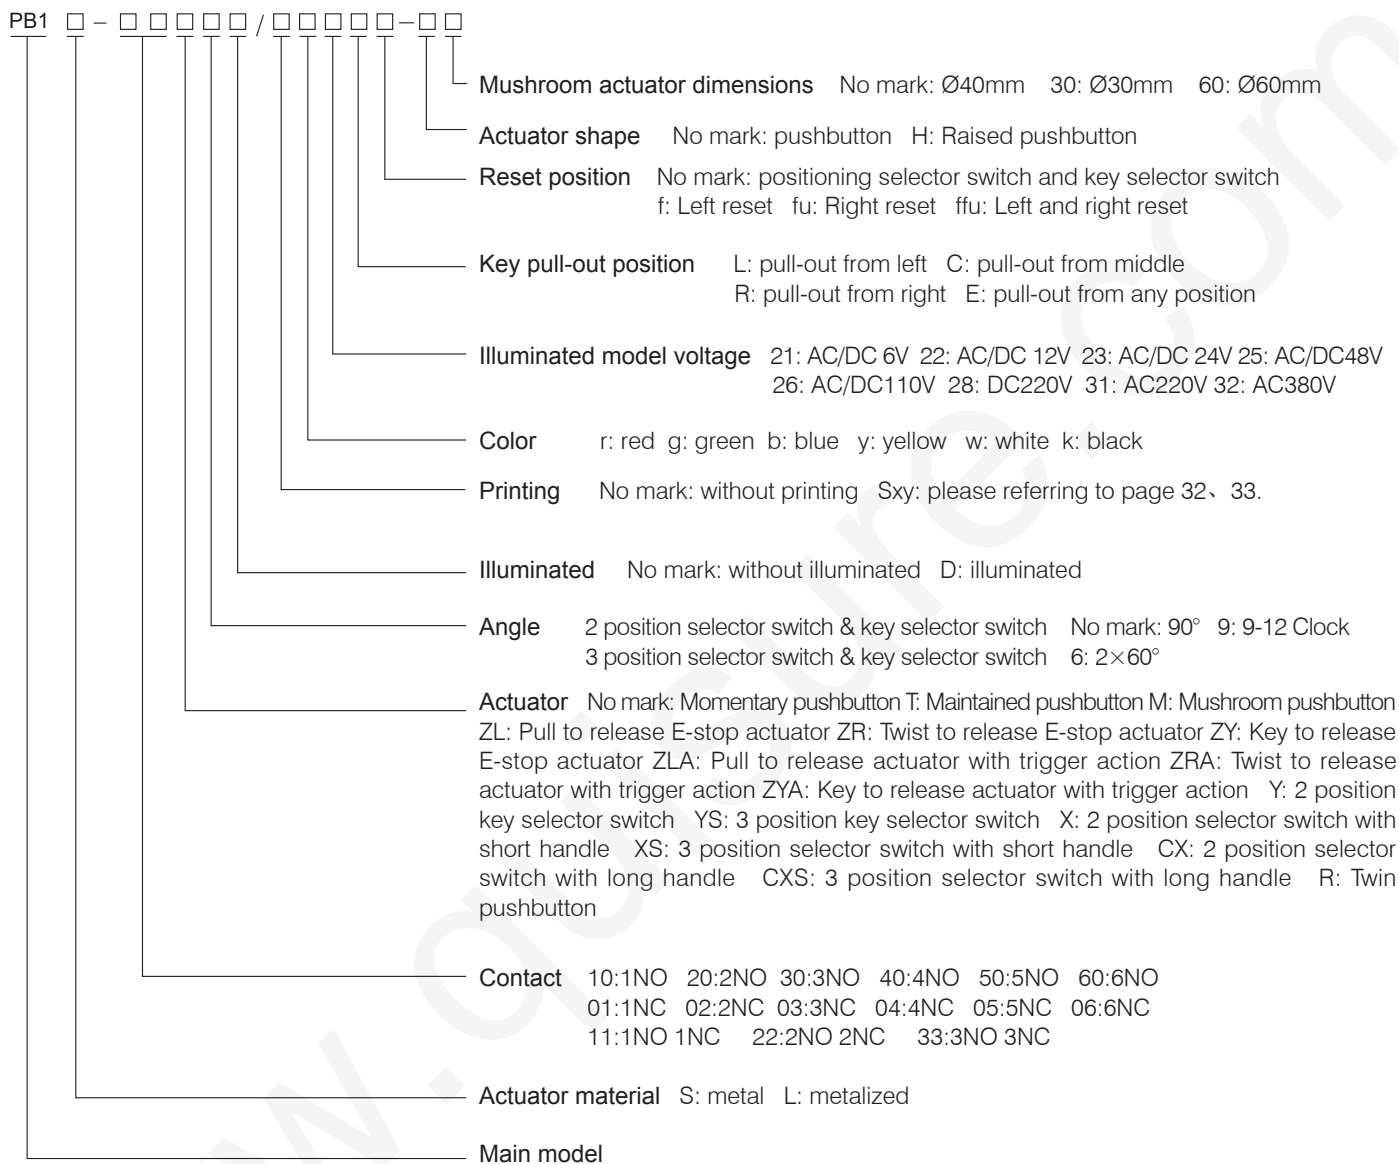 PB1 □ – □ □ □ □ □ / □ □ □ □ □ – □ □
Mushroom actuator dimensions No mark: Ø40mm 30: Ø30mm 60: Ø60mm
Actuator shape No mark: pushbutton H: Raised pushbutton
Reset position No mark: positioning selector switch and key selector switch
f: Left reset fu: Right reset ffu: Left and right reset
Key pull-out position L: pull-out from left C: pull-out from middle
R: pull-out from right E: pull-out from any position
Illuminated model voltage 21: AC/DC 6V 22: AC/DC 12V 23: AC/DC 24V 25: AC/DC48V
26: AC/DC110V 28: DC220V 31: AC220V 32: AC380V
Color r: red g: green b: blue y: yellow w: white k: black
Printing No mark: without printing Sxy: please referring to page 32、33.
Illuminated No mark: without illuminated D: illuminated
Angle 2 position selector switch & key selector switch No mark: 90° 9: 9-12 Clock
3 position selector switch & key selector switch 6: 2×60°
Actuator No mark: Momentary pushbutton T: Maintained pushbutton M: Mushroom pushbutton
ZL: Pull to release E-stop actuator ZR: Twist to release E-stop actuator ZY: Key to release
E-stop actuator ZLA: Pull to release actuator with trigger action ZRA: Twist to release
actuator with trigger action ZYA: Key to release actuator with trigger action Y: 2 position
key selector switch YS: 3 position key selector switch X: 2 position selector switch with
short handle XS: 3 position selector switch with short handle CX: 2 position selector
switch with long handle CXS: 3 position selector switch with long handle R: Twin
pushbutton
Contact 10:1NO 20:2NO 30:3NO 40:4NO 50:5NO 60:6NO
01:1NC 02:2NC 03:3NC 04:4NC 05:5NC 06:6NC
11:1NO 1NC 22:2NO 2NC 33:3NO 3NC
Actuator material S: metal L: metalized
Main model
www.qulsure.com